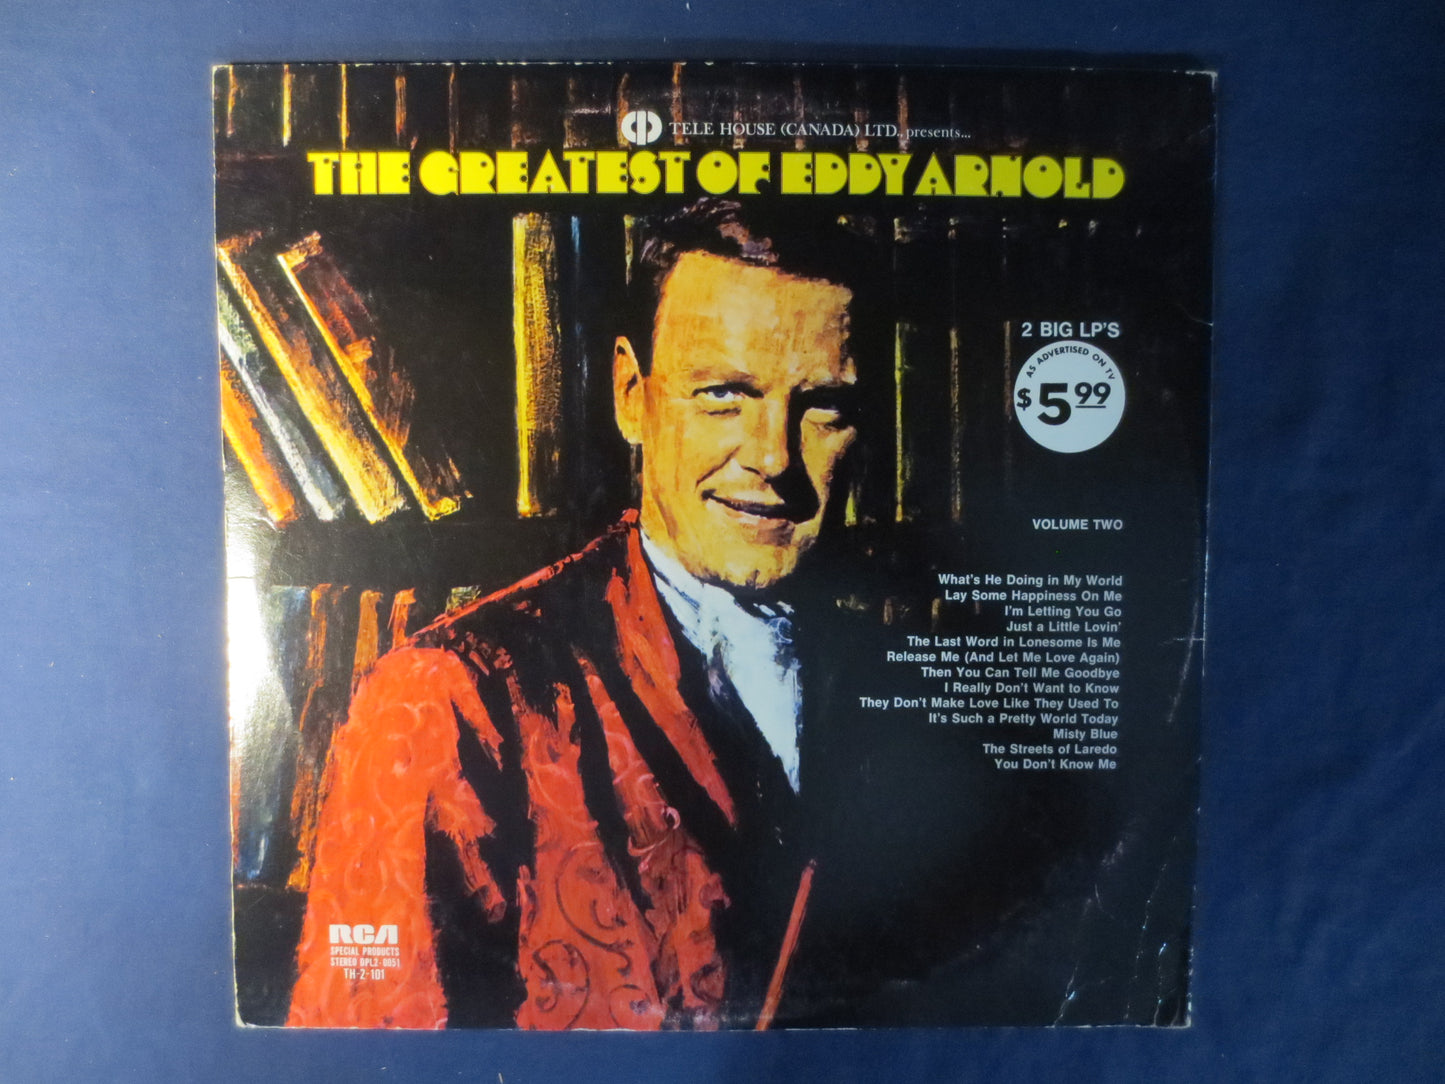 TELE HOUSE (CANADA) LTD., presents...
THE GREATEST OF EDDY ARNOLD
2 BIG LP'S
AS ADVERTISED ON TV
$5.99
VOLUME TWO
What's He Doing in My World
Lay Some Happiness On Me
I'm Letting You Go
Just a Little Lovin'
The Last Word in Lonesome Is Me
Release Me (And Let Me Love Again)
Then You Can Tell Me Goodbye
I Really Don't Want to Know
They Don't Make Love Like They Used To
It's Such a Pretty World Today
Misty Blue
The Streets of Laredo
You Don't Know Me
RCA
SPECIAL PRODUCTS
STEREO DPL2-0051
TH-2-101